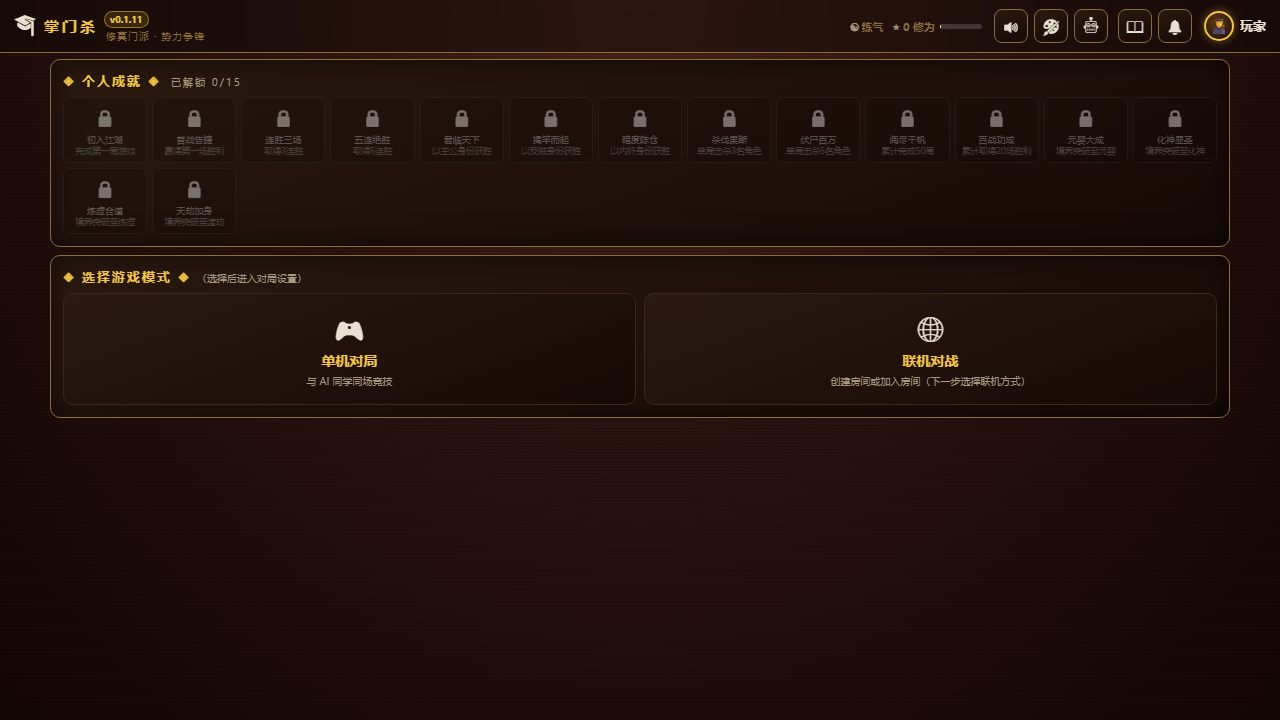 掌门杀 v0.1.11
修真门派 · 势力争锋
练气 ★ 0 修为
玩家
◆ 个人成就 ◆ 已解锁 0/15
初入江湖
完成第一局游戏
首战告捷
赢得第一场胜利
连胜三场
取得3连胜
五连绝胜
取得5连胜
君临天下
以主公身份获胜
揭竿而起
以反贼身份获胜
暗度陈仓
以内奸身份获胜
杀伐果断
单局击杀3名角色
伏尸百万
单局击杀5名角色
阅尽千帆
累计完成50局
百战功成
累计取得20场胜利
元婴大成
境界突破至元婴
化神显圣
境界突破至化神
炼虚合道
境界突破至炼虚
天劫加身
境界突破至渡劫
◆ 选择游戏模式 ◆ （选择后进入对局设置）
单机对局
与 AI 同学同场竞技
联机对战
创建房间或加入房间（下一步选择联机方式）